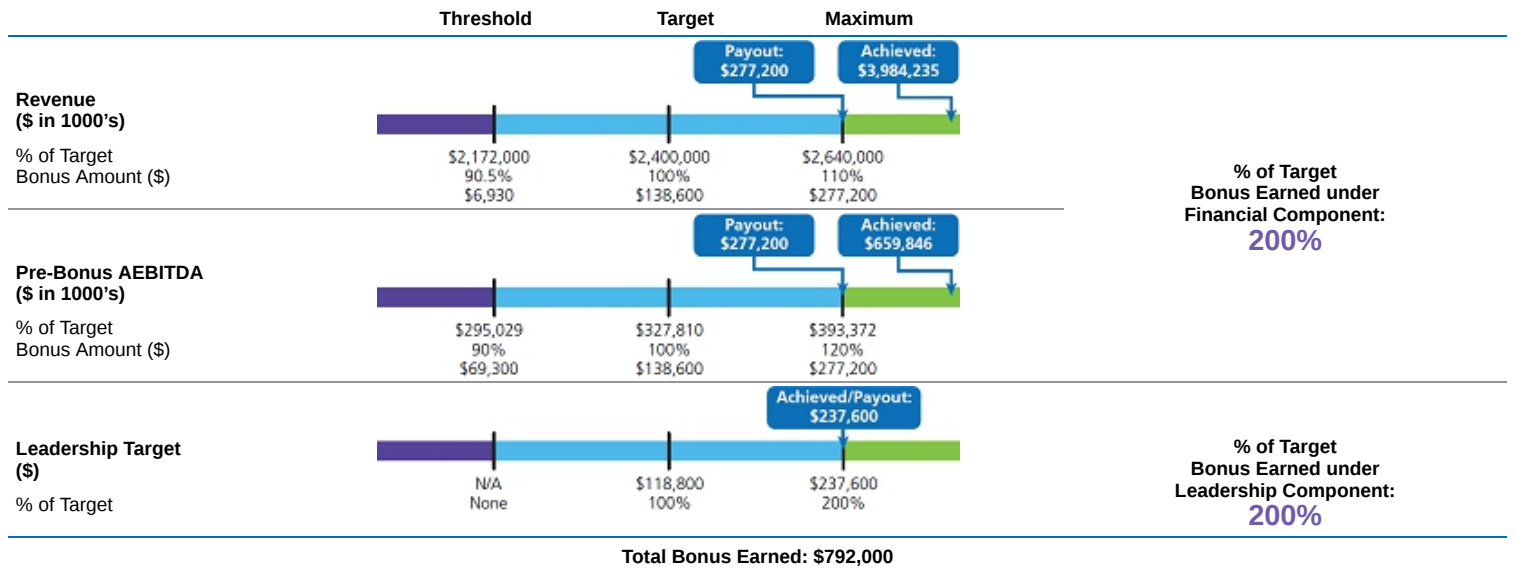 Threshold Target Maximum
Payout: Achieved:
$277,200 $3,984,235
Revenue
($ in 1000’s)
% of Target
Bonus Amount ($)
$2,172,000 $2,400,000 $2,640,000
90.5% 100% 110%
$6,930 $138,600 $277,200
% of Target
Bonus Earned under
Financial Component:
200%
Payout: Achieved:
$277,200 $659,846
Pre-Bonus AEBITDA
($ in 1000’s)
% of Target
Bonus Amount ($)
$295,029 $327,810 $393,372
90% 100% 120%
$69,300 $138,600 $277,200
Achieved/Payout:
$237,600
Leadership Target
($)
% of Target
N/A $118,800 $237,600
None 100% 200%
% of Target
Bonus Earned under
Leadership Component:
200%
Total Bonus Earned: $792,000